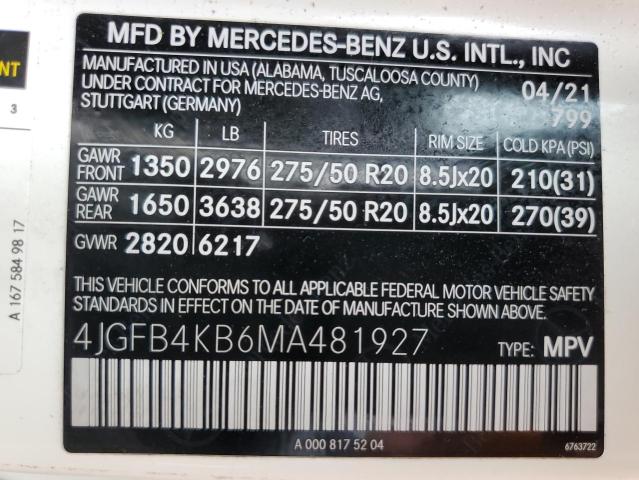 MFD BY MERCEDES-BENZ U.S. INTL., INC
MANUFACTURED IN USA (ALABAMA, TUSCALOOSA COUNTY)
UNDER CONTRACT FOR MERCEDES-BENZ AG,
STUTTGART (GERMANY)
04/21
799
KG LB TIRES RIM SIZE COLD KPA (PSI)
GAWR FRONT 1350 2976 275/50 R20 8.5Jx20 210(31)
GAWR REAR 1650 3638 275/50 R20 8.5Jx20 270(39)
GVWR 2820 6217
THIS VEHICLE CONFORMS TO ALL APPLICABLE FEDERAL MOTOR VEHICLE SAFETY
STANDARDS IN EFFECT ON THE DATE OF MANUFACTURE SHOWN ABOVE.
4JGFB4KB6MA481927 TYPE: MPV
A 000 817 52 04
6763722
NT
3
A 167 584 98 17